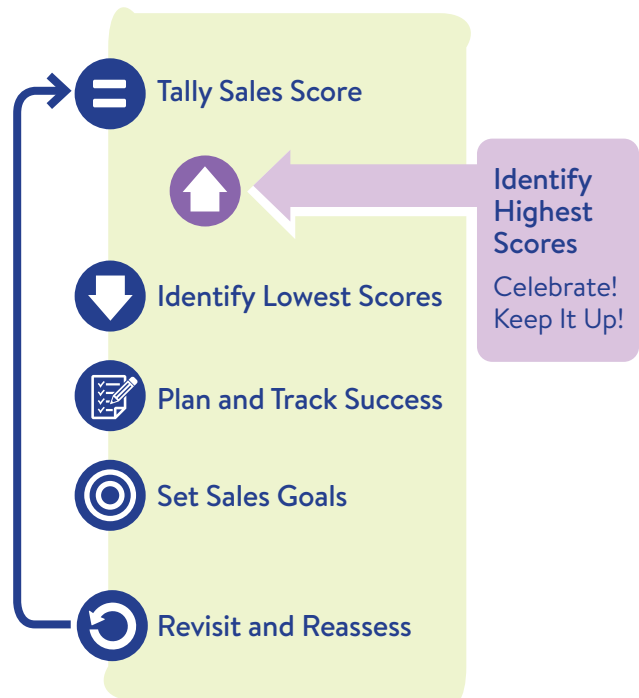 Tally Sales Score
Identify
Highest
Scores
Celebrate!
Keep It Up!
Identify Lowest Scores
Plan and Track Success
Set Sales Goals
Revisit and Reassess